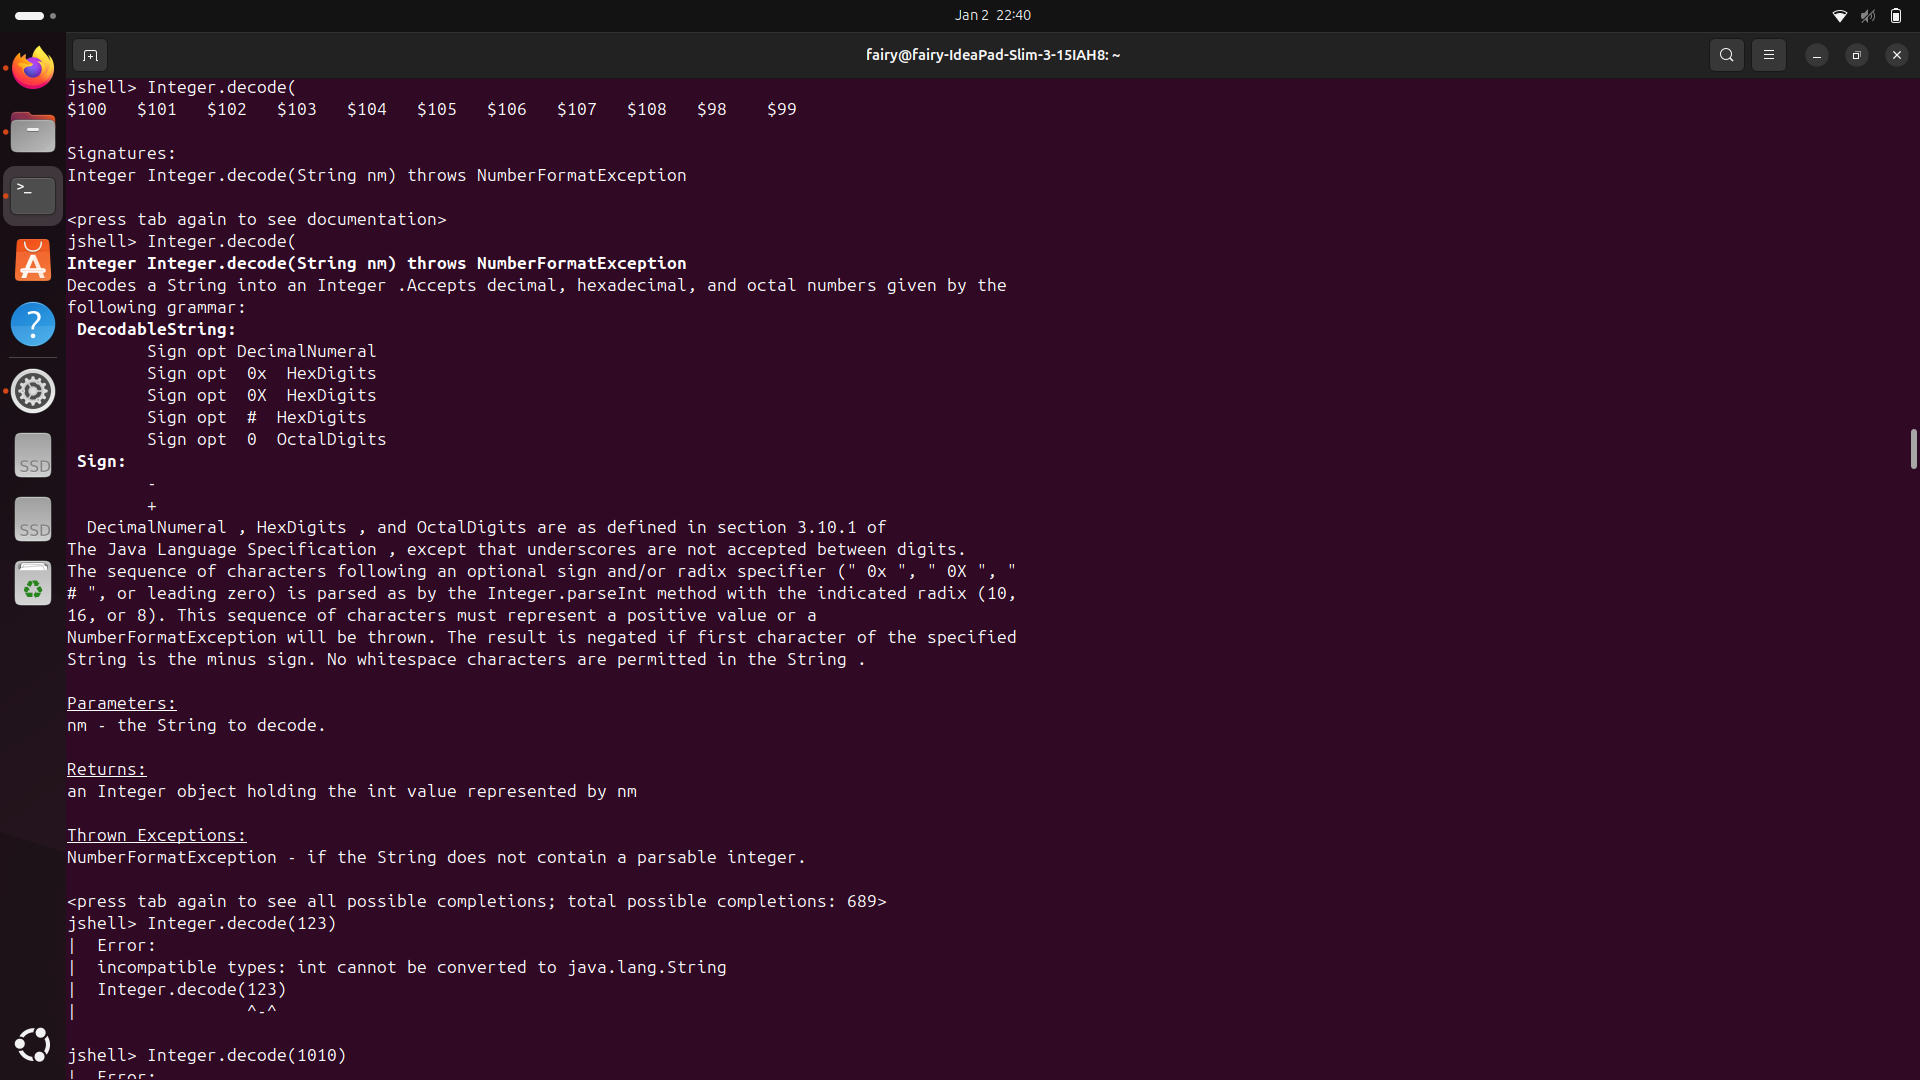 Jan 2 22:40
fairy@fairy-IdeaPad-Slim-3-15IAH8: ~
jshell> Integer.decode(
$100 $101 $102 $103 $104 $105 $106 $107 $108 $98 $99
Signatures:
Integer Integer.decode(String nm) throws NumberFormatException
<press tab again to see documentation>
jshell> Integer.decode(
Integer Integer.decode(String nm) throws NumberFormatException
Decodes a String into an Integer .Accepts decimal, hexadecimal, and octal numbers given by the
following grammar:
DecodableString:
Sign opt DecimalNumeral
Sign opt 0x HexDigits
Sign opt 0X HexDigits
Sign opt # HexDigits
Sign opt 0 OctalDigits
Sign:
-
+
DecimalNumeral , HexDigits , and OctalDigits are as defined in section 3.10.1 of
The Java Language Specification , except that underscores are not accepted between digits.
The sequence of characters following an optional sign and/or radix specifier (" 0x ", " 0X ", "
# ", or leading zero) is parsed as by the Integer.parseInt method with the indicated radix (10,
16, or 8). This sequence of characters must represent a positive value or a
NumberFormatException will be thrown. The result is negated if first character of the specified
String is the minus sign. No whitespace characters are permitted in the String .
Parameters:
nm - the String to decode.
Returns:
an Integer object holding the int value represented by nm
Thrown Exceptions:
NumberFormatException - if the String does not contain a parsable integer.
<press tab again to see all possible completions; total possible completions: 689>
jshell> Integer.decode(123)
| Error:
| incompatible types: int cannot be converted to java.lang.String
| Integer.decode(123)
| ^-^
jshell> Integer.decode(1010)
| Error:
>_
A
?
SSD
SSD